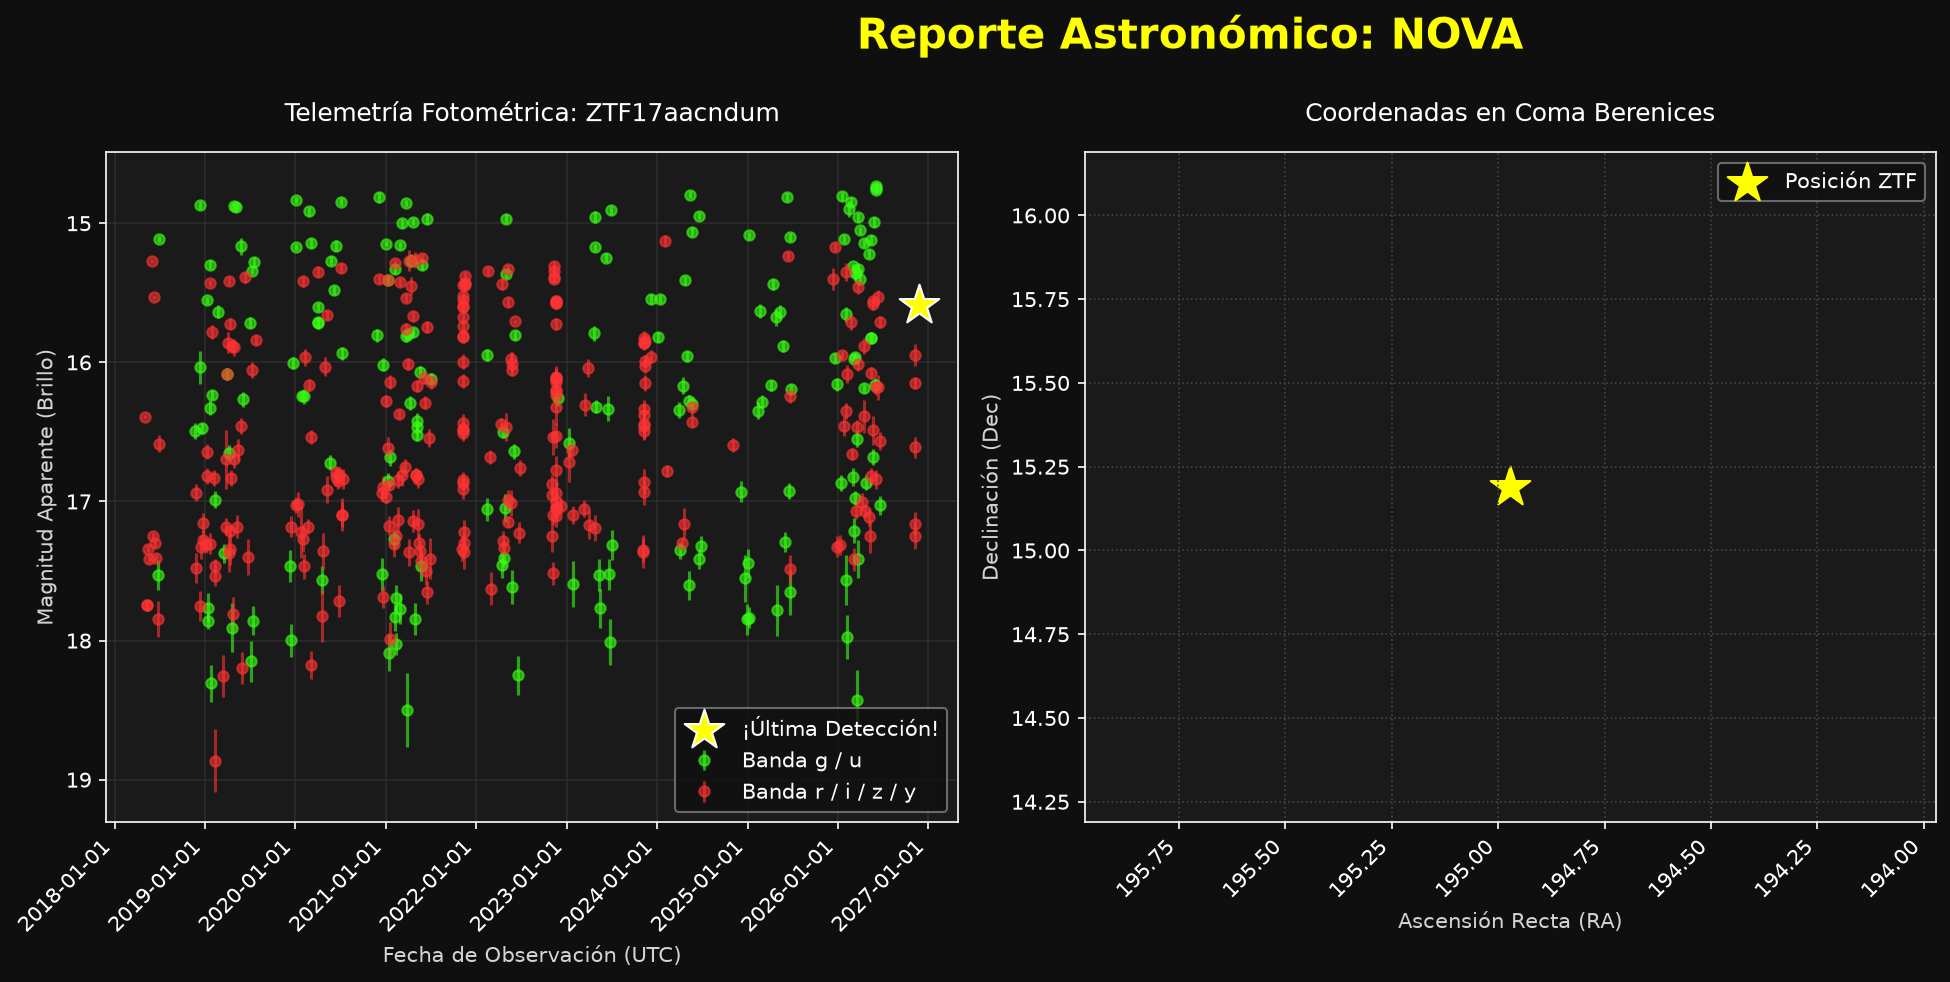 Reporte Astronómico: NOVA
Telemetría Fotométrica: ZTF17aacndum
Magnitud Aparente (Brillo)
15
16
17
18
19
¡Última Detección!
Banda g / u
Banda r / i / z / y
2018-01-01
2019-01-01
2020-01-01
2021-01-01
2022-01-01
2023-01-01
2024-01-01
2025-01-01
2026-01-01
2027-01-01
Fecha de Observación (UTC)
Coordenadas en Coma Berenices
Posición ZTF
Declinación (Dec)
16.00
15.75
15.50
15.25
15.00
14.75
14.50
14.25
195.75
195.50
195.25
195.00
194.75
194.50
194.25
194.00
Ascensión Recta (RA)